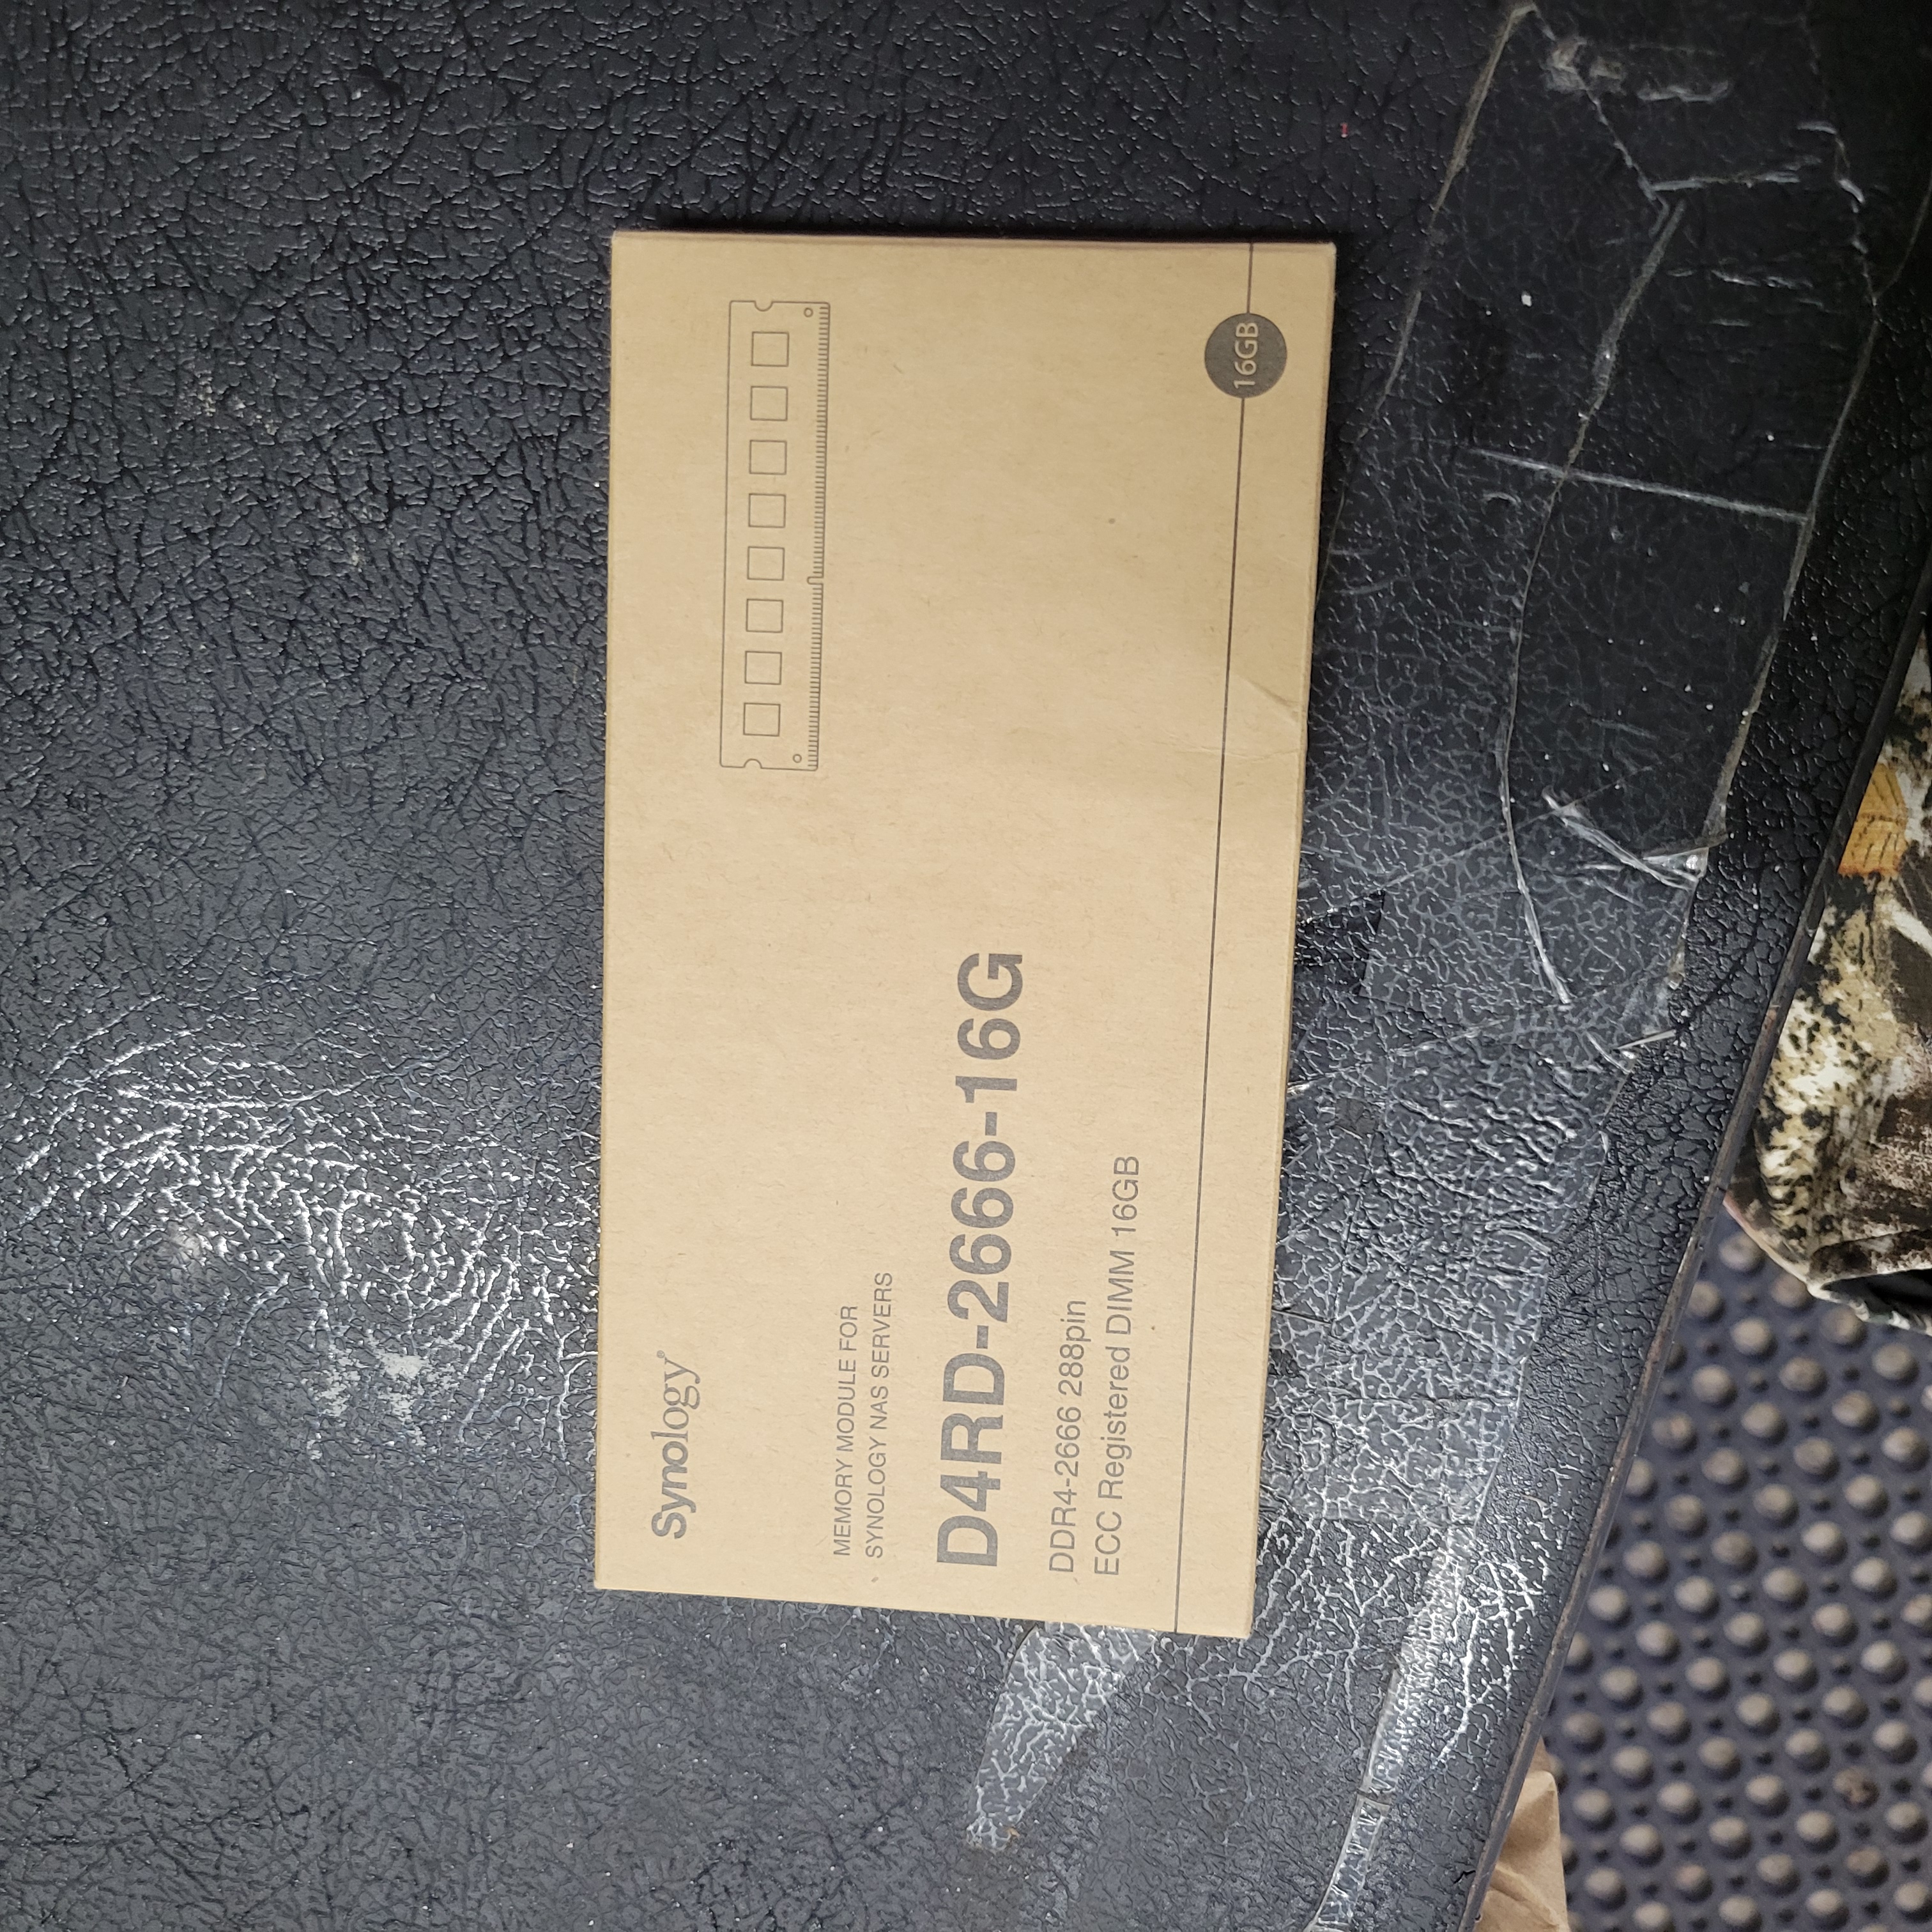 Synology
MEMORY MODULE FOR
SYNOLOGY NAS SERVERS
D4RD-2666-16G
DDR4-2666 288pin
ECC Registered DIMM 16GB
16GB